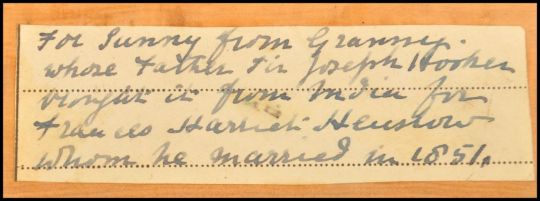 For Sunny from Granny.
whose Father Sir Joseph Hooker
brought it from India for
Frances Harriet Henslow
whom he married in 1851.